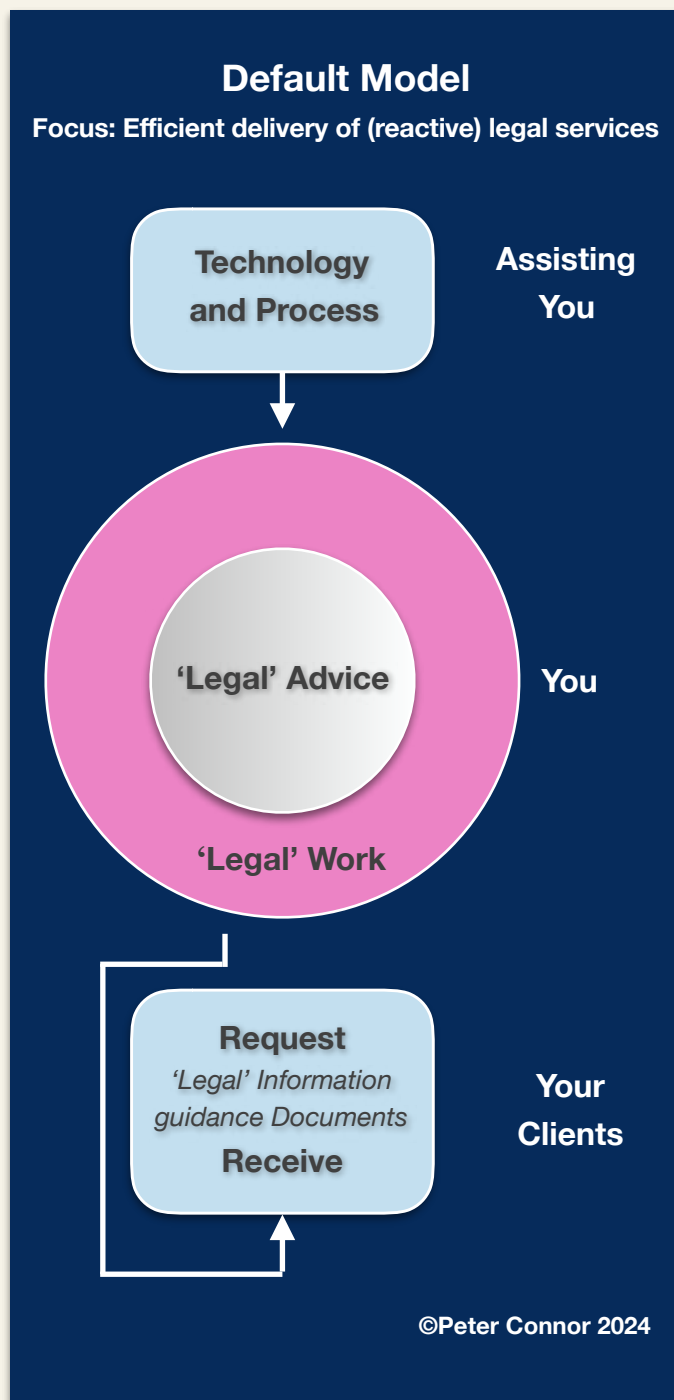 Default Model
Focus: Efficient delivery of (reactive) legal services
Technology
and Process
Assisting
You
‘Legal’ Advice
You
‘Legal’ Work
Request
‘Legal’ Information
guidance Documents
Receive
Your
Clients
©Peter Connor 2024